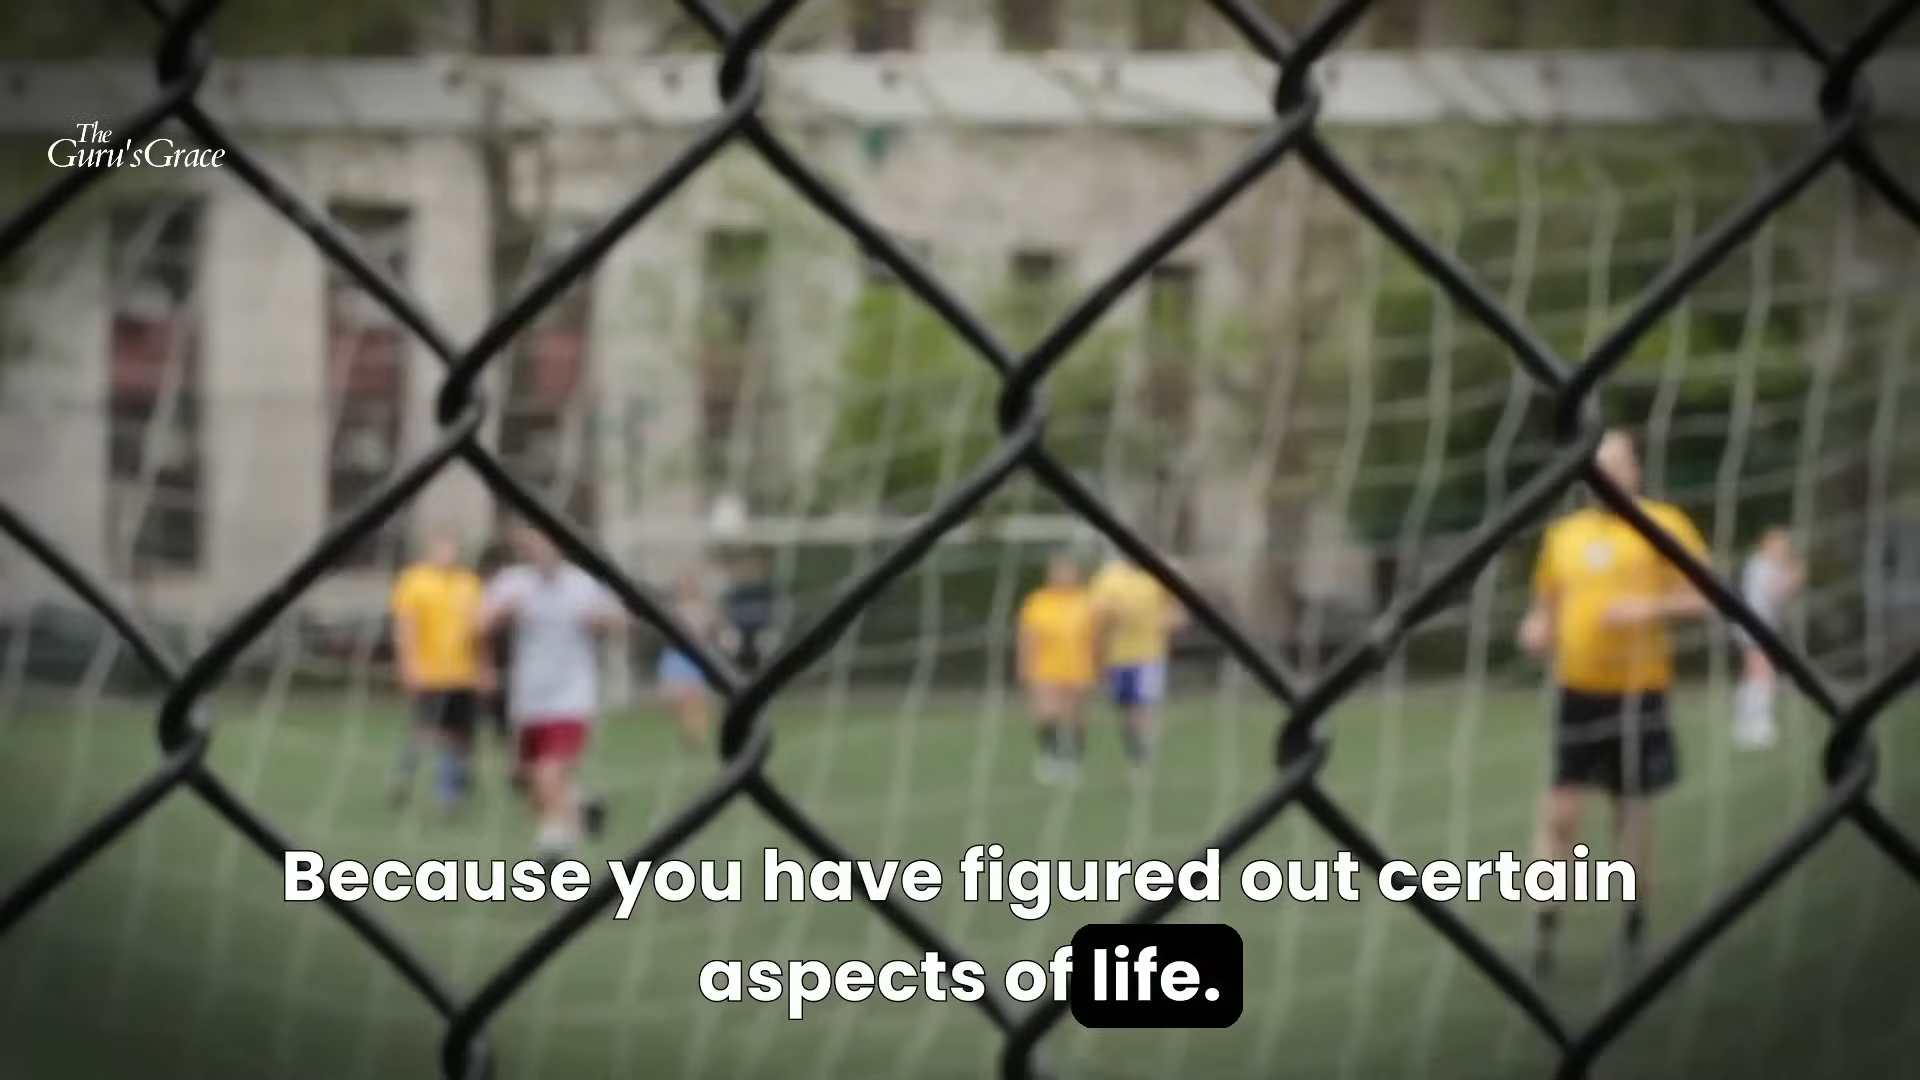 The
Guru'sGrace
Because you have figured out certain
aspects of life.